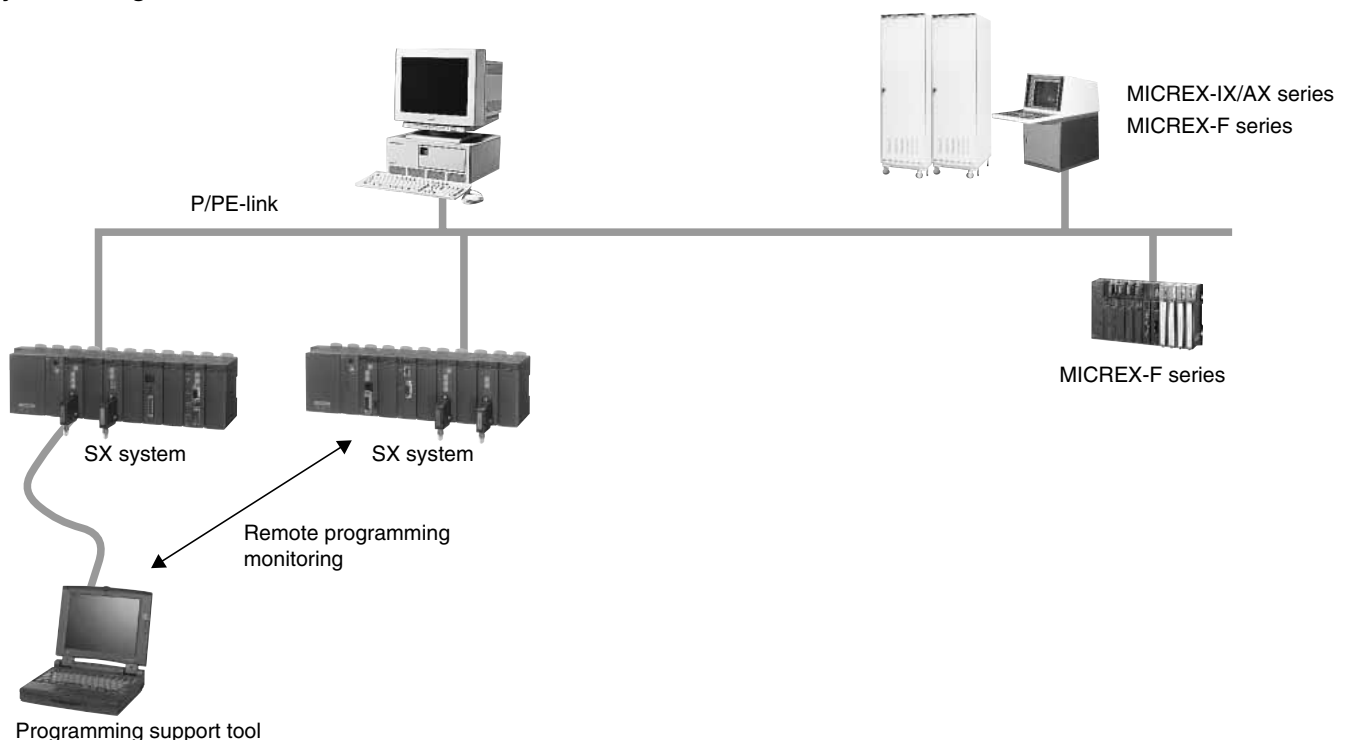 MICREX-IX/AX series
MICREX-F series
P/PE-link
MICREX-F series
SX system
SX system
Remote programming
monitoring
Programming support tool